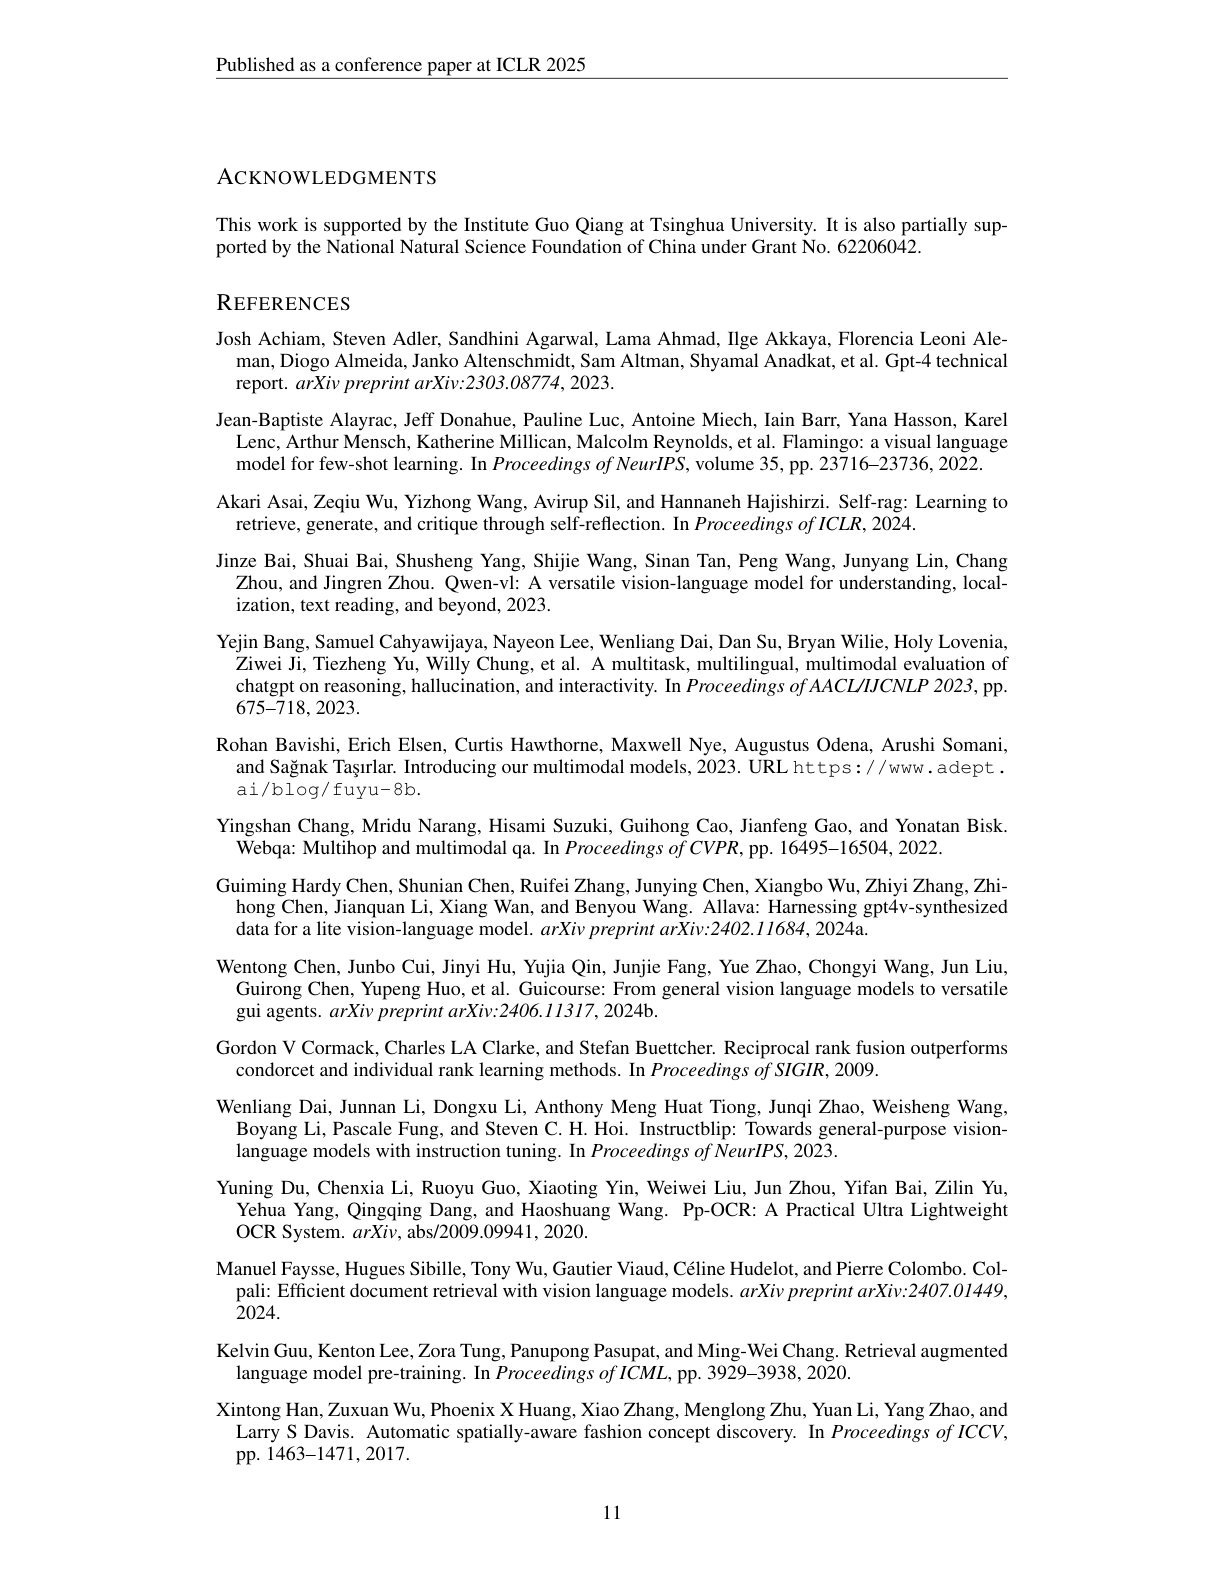 Published as a conference paper at ICLR 2025
ACKNOWLEDGMENTS
This work is supported by the Institute Guo Qiang at Tsinghua University. It is also partially sup-
ported by the National Natural Science Foundation of China under Grant No. 62206042.
REFERENCES
Josh Achiam, Steven Adler, Sandhini Agarwal, Lama Ahmad, Ilge Akkaya, Florencia Leoni Ale-
man, Diogo Almeida, Janko Altenschmidt, Sam Altman, Shyamal Anadkat, et al. Gpt-4 technical
report. arXiv preprint arXiv:2303.08774, 2023.
Jean-Baptiste Alayrac, Jeff Donahue, Pauline Luc, Antoine Miech, Iain Barr, Yana Hasson, Karel
Lenc, Arthur Mensch, Katherine Millican, Malcolm Reynolds, et al. Flamingo: a visual language
model for few-shot learning. In Proceedings of NeurIPS, volume 35, pp. 23716–23736, 2022.
Akari Asai, Zeqiu Wu, Yizhong Wang, Avirup Sil, and Hannaneh Hajishirzi. Self-rag: Learning to
retrieve, generate, and critique through self-reflection. In Proceedings of ICLR, 2024.
Jinze Bai, Shuai Bai, Shusheng Yang, Shijie Wang, Sinan Tan, Peng Wang, Junyang Lin, Chang
Zhou, and Jingren Zhou. Qwen-vl: A versatile vision-language model for understanding, local-
ization, text reading, and beyond, 2023.
Yejin Bang, Samuel Cahyawijaya, Nayeon Lee, Wenliang Dai, Dan Su, Bryan Wilie, Holy Lovenia,
Ziwei Ji, Tiezheng Yu, Willy Chung, et al. A multitask, multilingual, multimodal evaluation of
chatgpt on reasoning, hallucination, and interactivity. In Proceedings of AACL/IJCNLP 2023, pp.
675–718, 2023.
Rohan Bavishi, Erich Elsen, Curtis Hawthorne, Maxwell Nye, Augustus Odena, Arushi Somani,
and Sağnak Taşırlar. Introducing our multimodal models, 2023. URL https://www.adept.
ai/blog/fuyu-8b.
Yingshan Chang, Mridu Narang, Hisami Suzuki, Guihong Cao, Jianfeng Gao, and Yonatan Bisk.
Webqa: Multihop and multimodal qa. In Proceedings of CVPR, pp. 16495–16504, 2022.
Guiming Hardy Chen, Shunian Chen, Ruifei Zhang, Junying Chen, Xiangbo Wu, Zhiyi Zhang, Zhi-
hong Chen, Jianquan Li, Xiang Wan, and Benyou Wang. Allava: Harnessing gpt4v-synthesized
data for a lite vision-language model. arXiv preprint arXiv:2402.11684, 2024a.
Wentong Chen, Junbo Cui, Jinyi Hu, Yujia Qin, Junjie Fang, Yue Zhao, Chongyi Wang, Jun Liu,
Guirong Chen, Yupeng Huo, et al. Guicourse: From general vision language models to versatile
gui agents. arXiv preprint arXiv:2406.11317, 2024b.
Gordon V Cormack, Charles LA Clarke, and Stefan Buettcher. Reciprocal rank fusion outperforms
condorcet and individual rank learning methods. In Proceedings of SIGIR, 2009.
Wenliang Dai, Junnan Li, Dongxu Li, Anthony Meng Huat Tiong, Junqi Zhao, Weisheng Wang,
Boyang Li, Pascale Fung, and Steven C. H. Hoi. Instructblip: Towards general-purpose vision-
language models with instruction tuning. In Proceedings of NeurIPS, 2023.
Yuning Du, Chenxia Li, Ruoyu Guo, Xiaoting Yin, Weiwei Liu, Jun Zhou, Yifan Bai, Zilin Yu,
Yehua Yang, Qingqing Dang, and Haoshuang Wang. Pp-OCR: A Practical Ultra Lightweight
OCR System. arXiv, abs/2009.09941, 2020.
Manuel Faysse, Hugues Sibille, Tony Wu, Gautier Viaud, Céline Hudelot, and Pierre Colombo. Col-
pali: Efficient document retrieval with vision language models. arXiv preprint arXiv:2407.01449,
2024.
Kelvin Guu, Kenton Lee, Zora Tung, Panupong Pasupat, and Ming-Wei Chang. Retrieval augmented
language model pre-training. In Proceedings of ICML, pp. 3929–3938, 2020.
Xintong Han, Zuxuan Wu, Phoenix X Huang, Xiao Zhang, Menglong Zhu, Yuan Li, Yang Zhao, and
Larry S Davis. Automatic spatially-aware fashion concept discovery. In Proceedings of ICCV,
pp. 1463–1471, 2017.
11